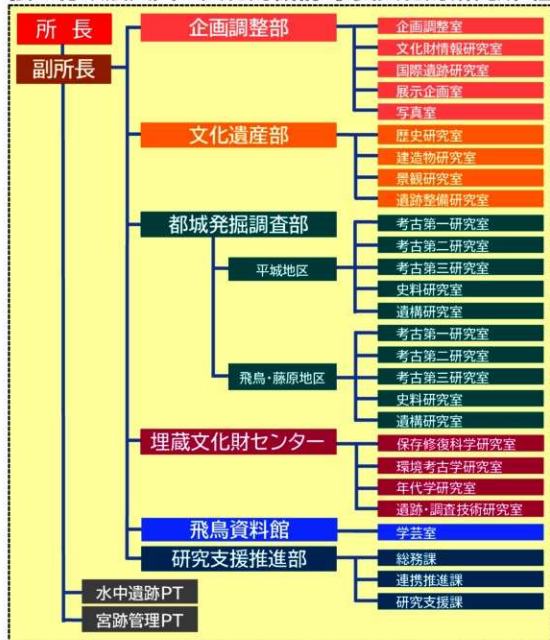 所 長
副所長
企画調整部
企画調整室
文化財情報研究室
国際遺跡研究室
展示企画室
写真室
文化遺産部
歴史研究室
建造物研究室
景観研究室
遺跡整備研究室
都城発掘調査部
平城地区
考古第一研究室
考古第二研究室
考古第三研究室
史料研究室
遺構研究室
飛鳥・藤原地区
考古第一研究室
考古第二研究室
考古第三研究室
史料研究室
遺構研究室
埋蔵文化財センター
保存修復科学研究室
環境考古学研究室
年代学研究室
遺跡・調査技術研究室
飛鳥資料館
学芸室
研究支援推進部
総務課
連携推進課
研究支援課
水中遺跡PT
宮跡管理PT